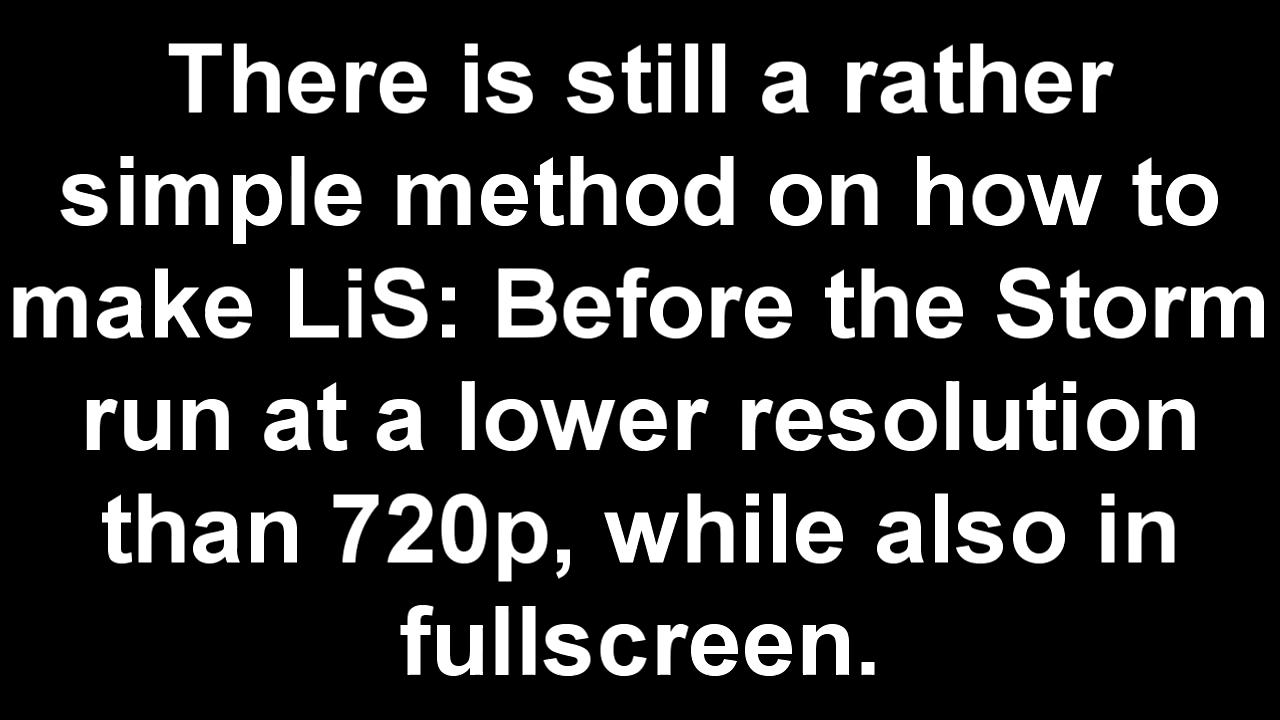 There is still a rather
simple method on how to
make LiS: Before the Storm
run at a lower resolution
than 720p, while also in
fullscreen.